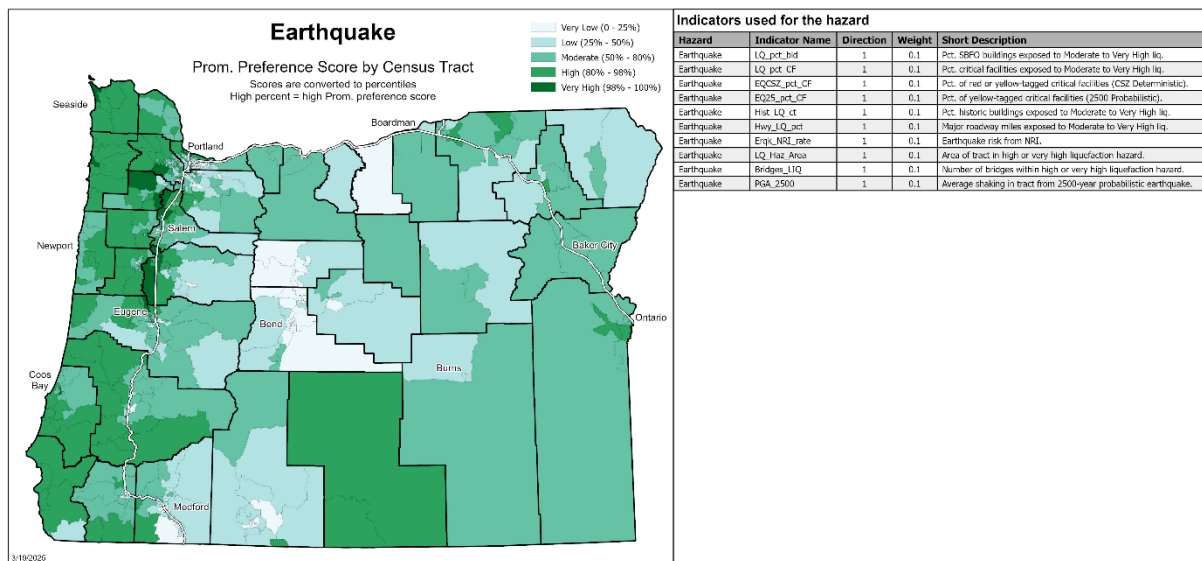 Earthquake
Prom. Preference Score by Census Tract
Scores are converted to percentiles
High percent = high Prom. preference score
Very Low (0 - 25%)
Low (25% - 50%)
Moderate (50% - 80%)
High (80% - 98%)
Very High (98% - 100%)
Seaside
Portland
Boardman
Salem
Newport
Baker City
Eugene
Bend
Ontario
Coos
Bay
Burns
Medford
3/19/2025
Indicators used for the hazard
Hazard Indicator Name Direction Weight Short Description
Earthquake LQ_pct_bld 1 0.1 Pct. SBFO buildings exposed to Moderate to Very High liq.
Earthquake LQ_pct_CF 1 0.1 Pct. critical facilities exposed to Moderate to Very High liq.
Earthquake EQCSZ_pct_CF 1 0.1 Pct. of red or yellow-tagged critical facilities (CSZ Deterministic).
Earthquake EQ25_pct_CF 1 0.1 Pct. of yellow-tagged critical facilities (2500 Probabilistic).
Earthquake Hist_LQ_ct 1 0.1 Pct. historic buildings exposed to Moderate to Very High liq.
Earthquake Hwy_LQ_pct 1 0.1 Major roadway miles exposed to Moderate to Very High liq.
Earthquake Erqk_NRI_rate 1 0.1 Earthquake risk from NRI.
Earthquake LQ_Haz_Area 1 0.1 Area of tract in high or very high liquefaction hazard.
Earthquake Bridges_LIQ 1 0.1 Number of bridges within high or very high liquefaction hazard.
Earthquake PGA_2500 1 0.1 Average shaking in tract from 2500-year probabilistic earthquake.